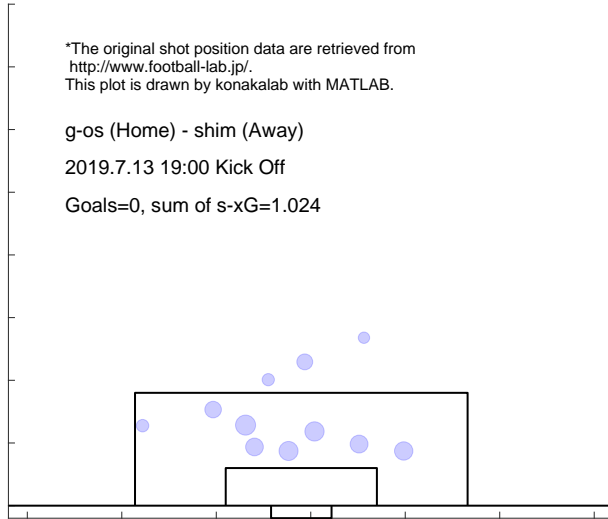 *The original shot position data are retrieved from
http://www.football-lab.jp/.
This plot is drawn by konakalab with MATLAB.
g-os (Home) - shim (Away)
2019.7.13 19:00 Kick Off
Goals=0, sum of s-xG=1.024